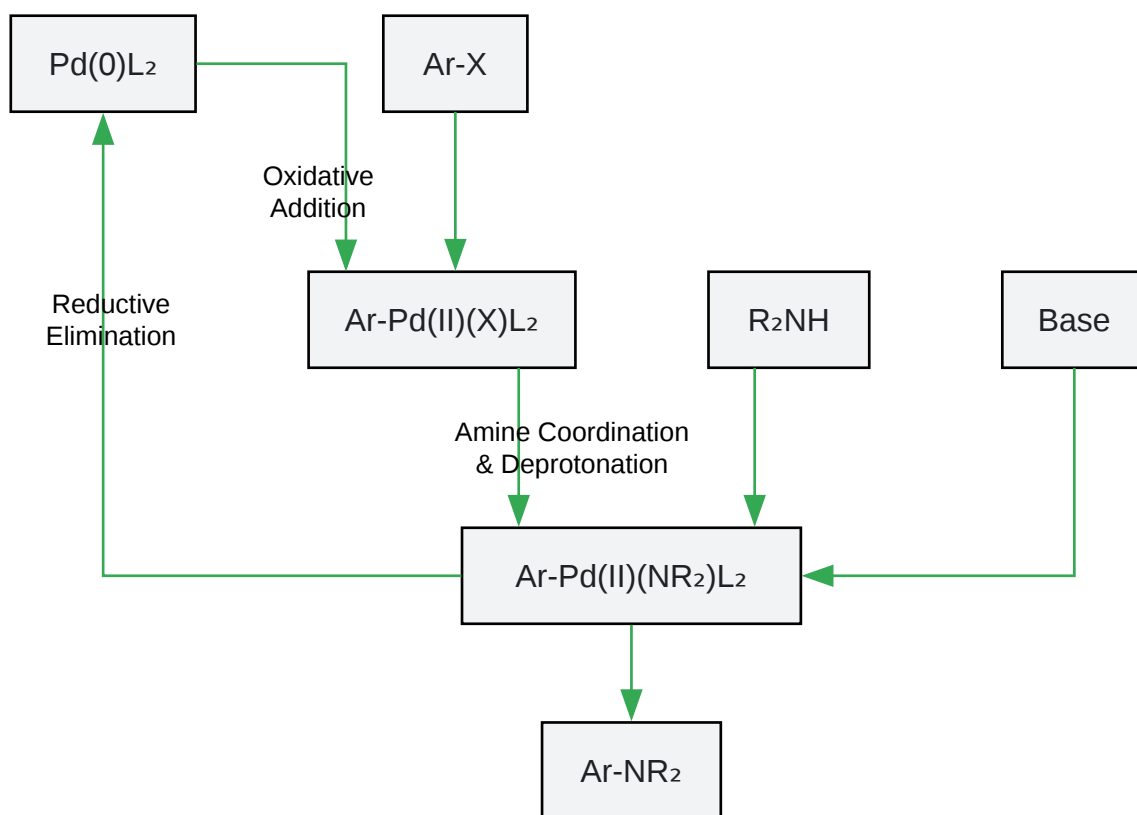 Pd(0)L₂
Ar-X
Oxidative
Addition
Reductive
Elimination
Ar-Pd(II)(X)L₂
R₂NH
Base
Amine Coordination
& Deprotonation
Ar-Pd(II)(NR₂)L₂
Ar-NR₂